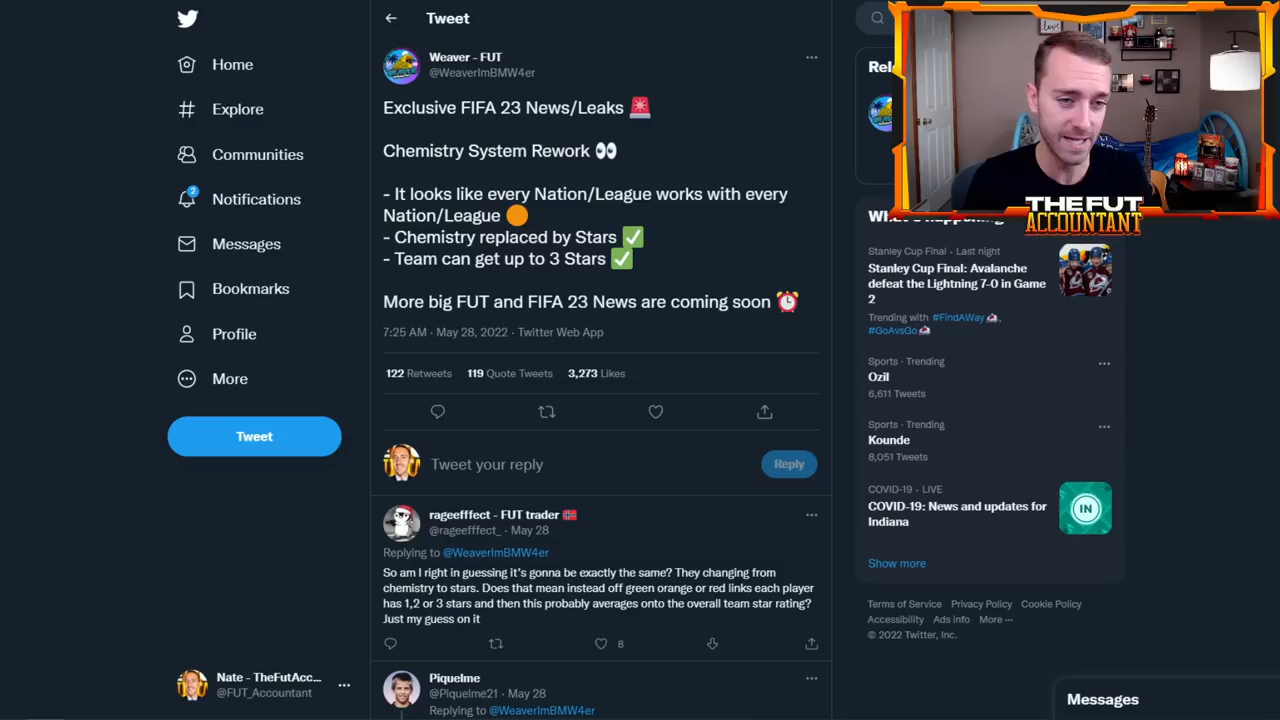 Home
Explore
Communities
2
Notifications
Messages
Bookmarks
Profile
More
Tweet
Nate - TheFutAcc...
@FUT_Accountant
Tweet
Weaver - FUT
@WeaverImBMW4er
Exclusive FIFA 23 News/Leaks 🚨
Chemistry System Rework 👀
- It looks like every Nation/League works with every
Nation/League 🟠
- Chemistry replaced by Stars ✅
- Team can get up to 3 Stars ✅
More big FUT and FIFA 23 News are coming soon ⏰
7:25 AM · May 28, 2022 · Twitter Web App
122 Retweets 119 Quote Tweets 3,273 Likes
Tweet your reply
Reply
rageefffect - FUT trader 🇳🇴
@rageefffect_ · May 28
Replying to @WeaverImBMW4er
So am I right in guessing it's gonna be exactly the same? They changing from
chemistry to stars. Does that mean instead off green orange or red links each player
has 1,2 or 3 stars and then this probably averages onto the overall team star rating?
Just my guess on it
8
Piquelme
@Piquelme21 · May 28
Replying to @WeaverImBMW4er
THE FUT
ACCOUNTANT
Stanley Cup Final · Last night
Stanley Cup Final: Avalanche
defeat the Lightning 7-0 in Game
2
Trending with #FindAWay,
#GoAvsGo
Sports · Trending
Ozil
6,611 Tweets
Sports · Trending
Kounde
8,051 Tweets
COVID-19 · LIVE
COVID-19: News and updates for
Indiana
IN
Show more
Terms of Service Privacy Policy Cookie Policy
Accessibility Ads info More ···
© 2022 Twitter, Inc.
Messages